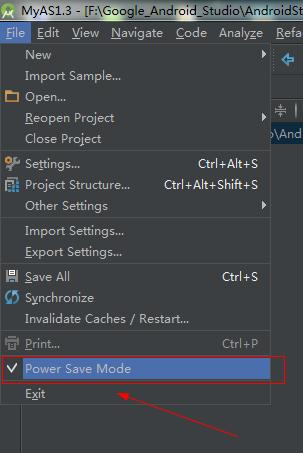 MyAS1.3 - [F:\Google_Android_Studio\AndroidSt
File Edit View Navigate Code Analyze Refa
New
Import Sample...
Open...
Reopen Project
Close Project
Settings... Ctrl+Alt+S
Project Structure... Ctrl+Alt+Shift+S
Other Settings
Import Settings...
Export Settings...
Save All Ctrl+S
Synchronize
Invalidate Caches / Restart...
Print... Ctrl+P
Power Save Mode
Exit
\And